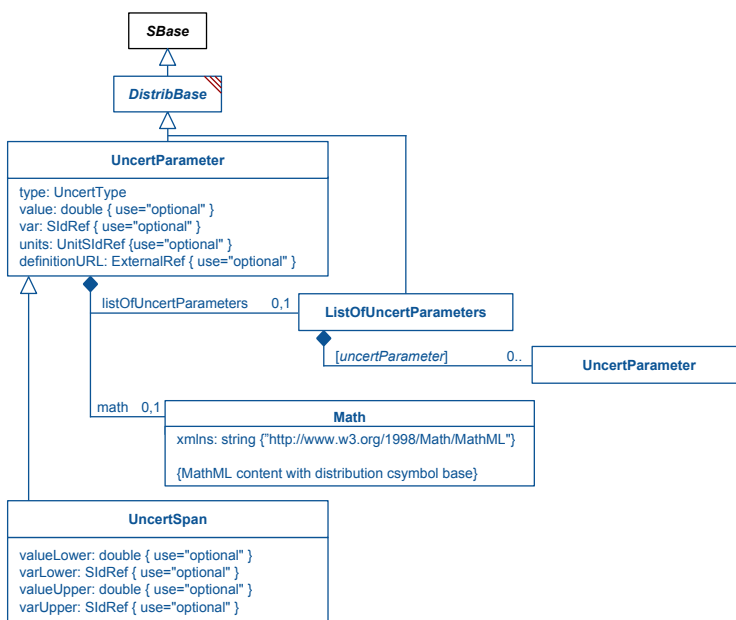 SBase
DistribBase
UncertParameter
type: UncertType
value: double { use="optional" }
var: SIdRef { use="optional" }
units: UnitSIdRef {use="optional" }
definitionURL: ExternalRef { use="optional" }
listOfUncertParameters 0,1
ListOfUncertParameters
[uncertParameter] 0..
UncertParameter
math 0,1
Math
xmlns: string {"http://www.w3.org/1998/Math/MathML"}
{MathML content with distribution csymbol base}
UncertSpan
valueLower: double { use="optional" }
varLower: SIdRef { use="optional" }
valueUpper: double { use="optional" }
varUpper: SIdRef { use="optional" }